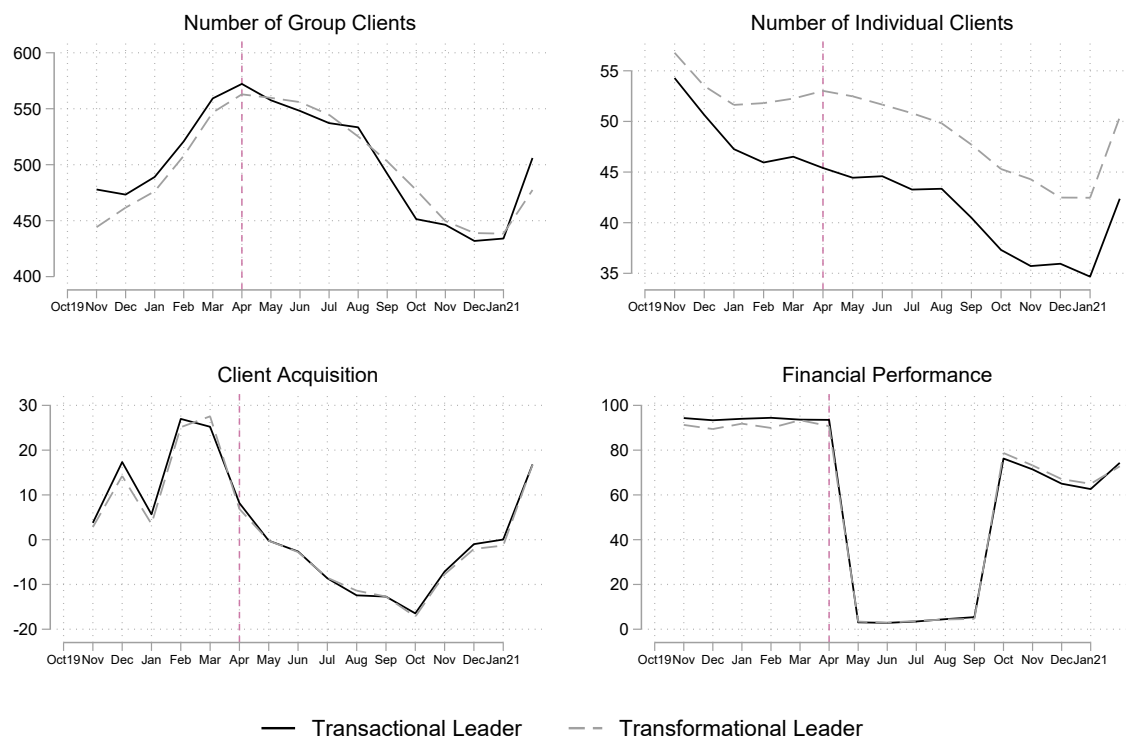 Number of Group Clients
600
550
500
450
400
Oct19 Nov Dec Jan Feb Mar Apr May Jun Jul Aug Sep Oct Nov Dec Jan21
Number of Individual Clients
55
50
45
40
35
Oct19 Nov Dec Jan Feb Mar Apr May Jun Jul Aug Sep Oct Nov Dec Jan21
Client Acquisition
30
20
10
0
-10
-20
Oct19 Nov Dec Jan Feb Mar Apr May Jun Jul Aug Sep Oct Nov Dec Jan21
Financial Performance
100
80
60
40
20
0
Oct19 Nov Dec Jan Feb Mar Apr May Jun Jul Aug Sep Oct Nov Dec Jan21
Transactional Leader Transformational Leader